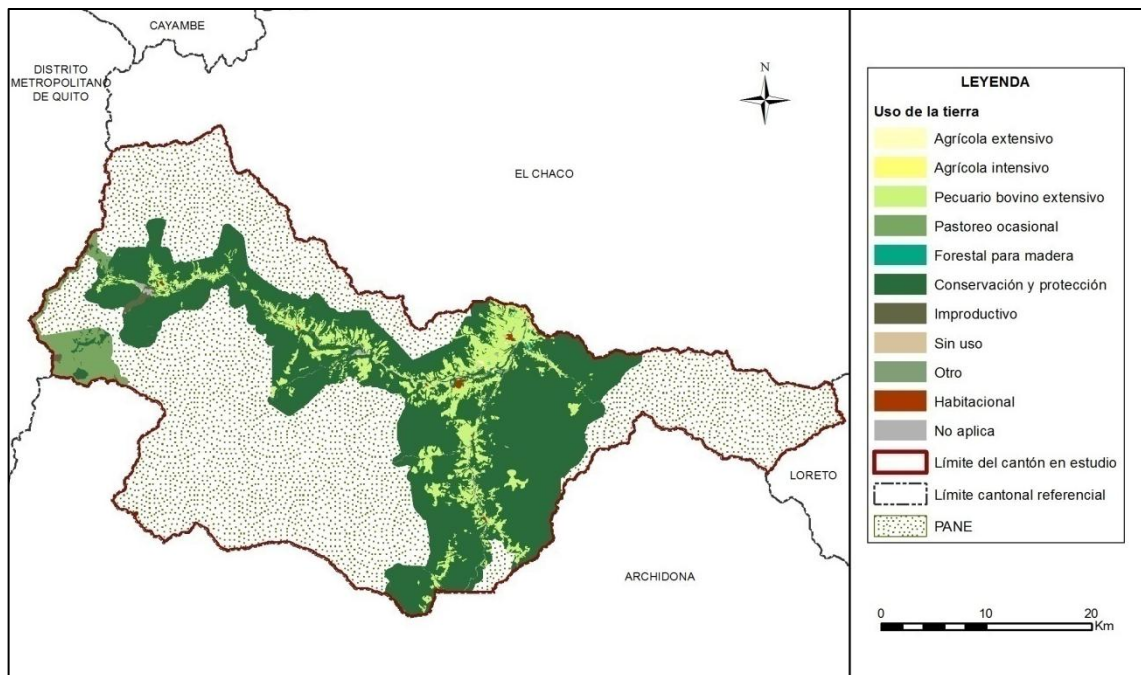 CAYAMBE
DISTRITO
METROPOLITANO
DE QUITO
N
EL CHACO
LORETO
ARCHIDONA
LEYENDA
Uso de la tierra
Agrícola extensivo
Agrícola intensivo
Pecuario bovino extensivo
Pastoreo ocasional
Forestal para madera
Conservación y protección
Improductivo
Sin uso
Otro
Habitacional
No aplica
Límite del cantón en estudio
Límite cantonal referencial
PANE
0 10 20
Km